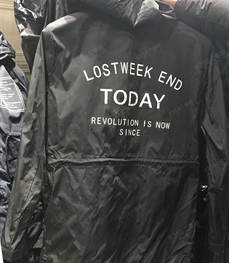 LOSTWEEK END
TODAY
REVOLUTION IS NOW
SINCE